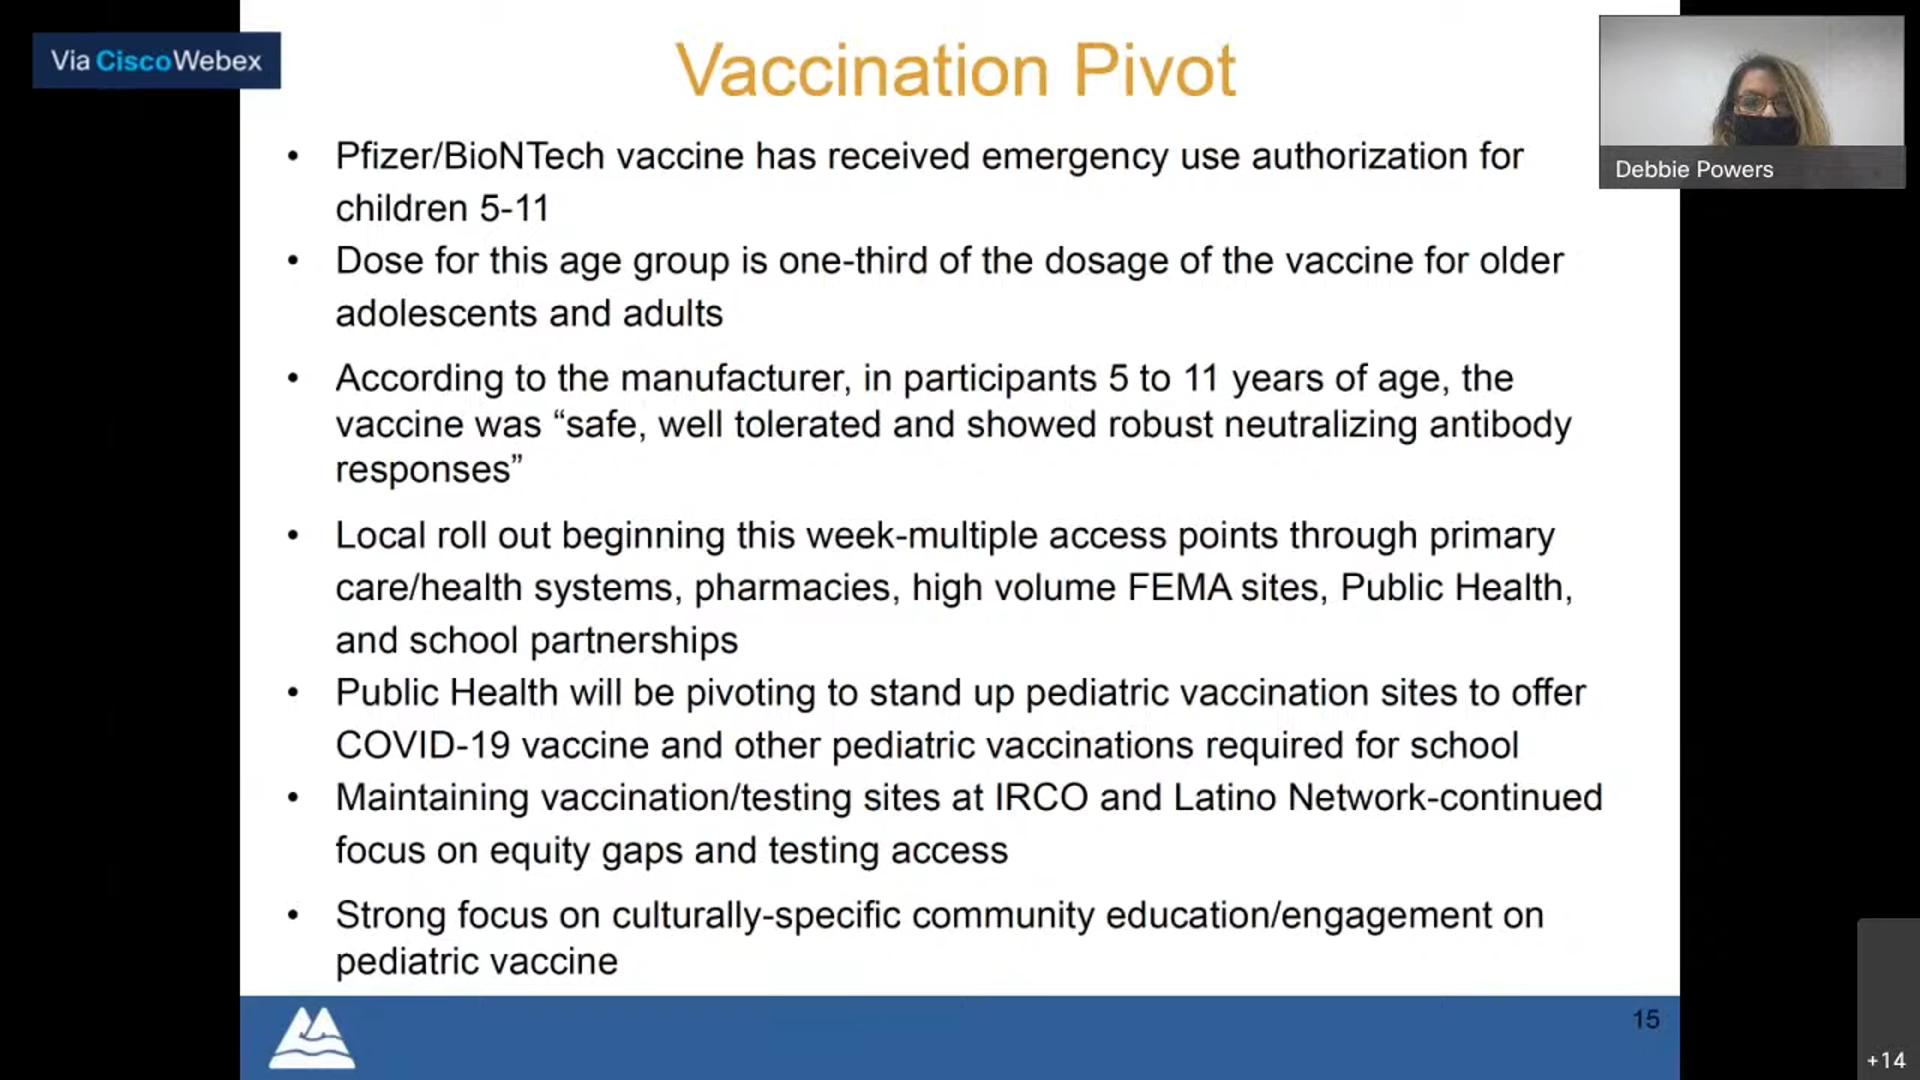 Via CiscoWebex
Vaccination Pivot
Debbie Powers
• Pfizer/BioNTech vaccine has received emergency use authorization for
children 5-11
• Dose for this age group is one-third of the dosage of the vaccine for older
adolescents and adults
• According to the manufacturer, in participants 5 to 11 years of age, the
vaccine was “safe, well tolerated and showed robust neutralizing antibody
responses”
• Local roll out beginning this week-multiple access points through primary
care/health systems, pharmacies, high volume FEMA sites, Public Health,
and school partnerships
• Public Health will be pivoting to stand up pediatric vaccination sites to offer
COVID-19 vaccine and other pediatric vaccinations required for school
• Maintaining vaccination/testing sites at IRCO and Latino Network-continued
focus on equity gaps and testing access
• Strong focus on culturally-specific community education/engagement on
pediatric vaccine
15
+14